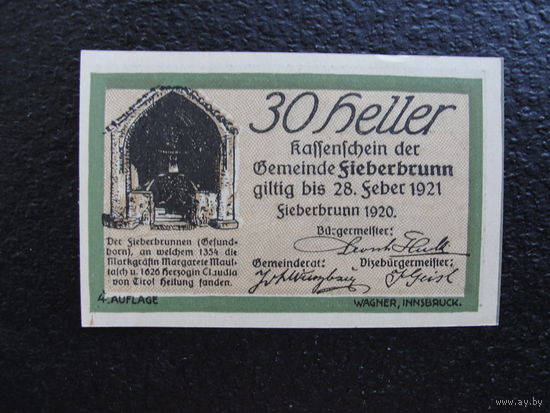 30 Heller
Kassenschein der
Gemeinde Fieberbrunn
giltig bis 28. Feber 1921
Fieberbrunn 1920.
Bürgermeister:
Gemeinderat: Vizebürgermeister:
Der Fieberbrunnen (Gesund-
born), an welchem 1354 die
Markgräfin Margarete Maul-
tasch u. 1626 Herzogin Claudia
von Tirol Heilung fanden.
4. AUFLAGE
WAGNER, INNSBRUCK.
www.ay.by